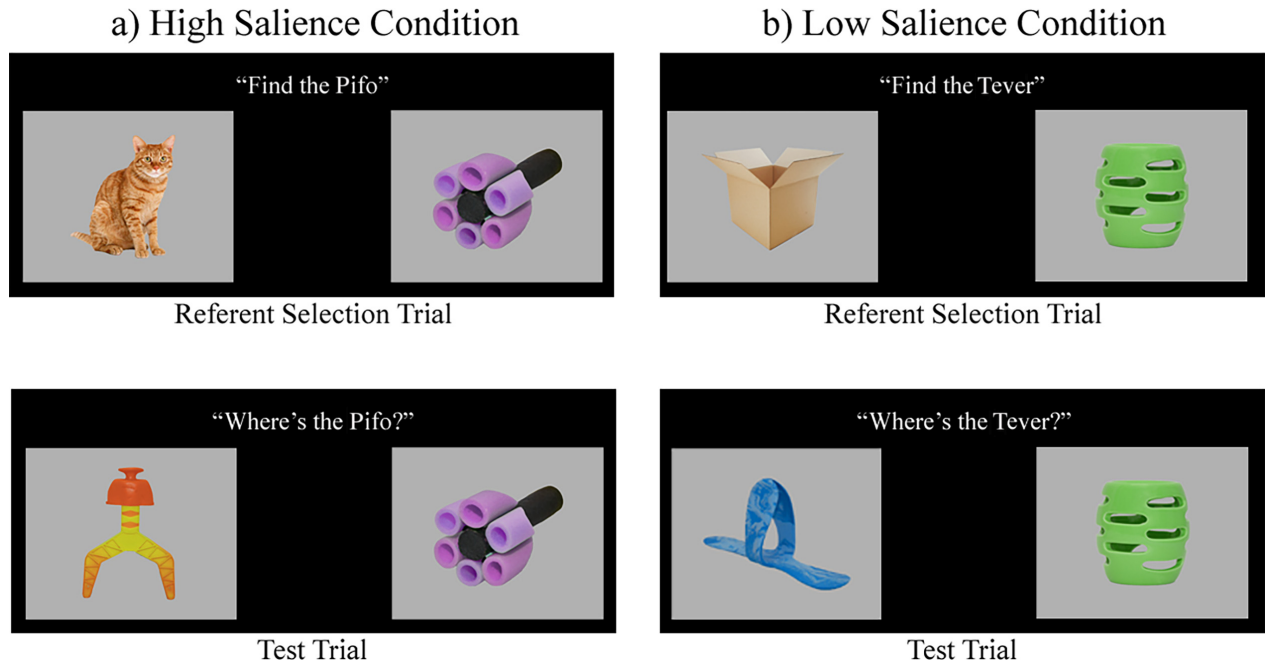 a) High Salience Condition
“Find the Pifo”
Referent Selection Trial
“Where’s the Pifo?”
Test Trial
b) Low Salience Condition
“Find the Tever”
Referent Selection Trial
“Where’s the Tever?”
Test Trial